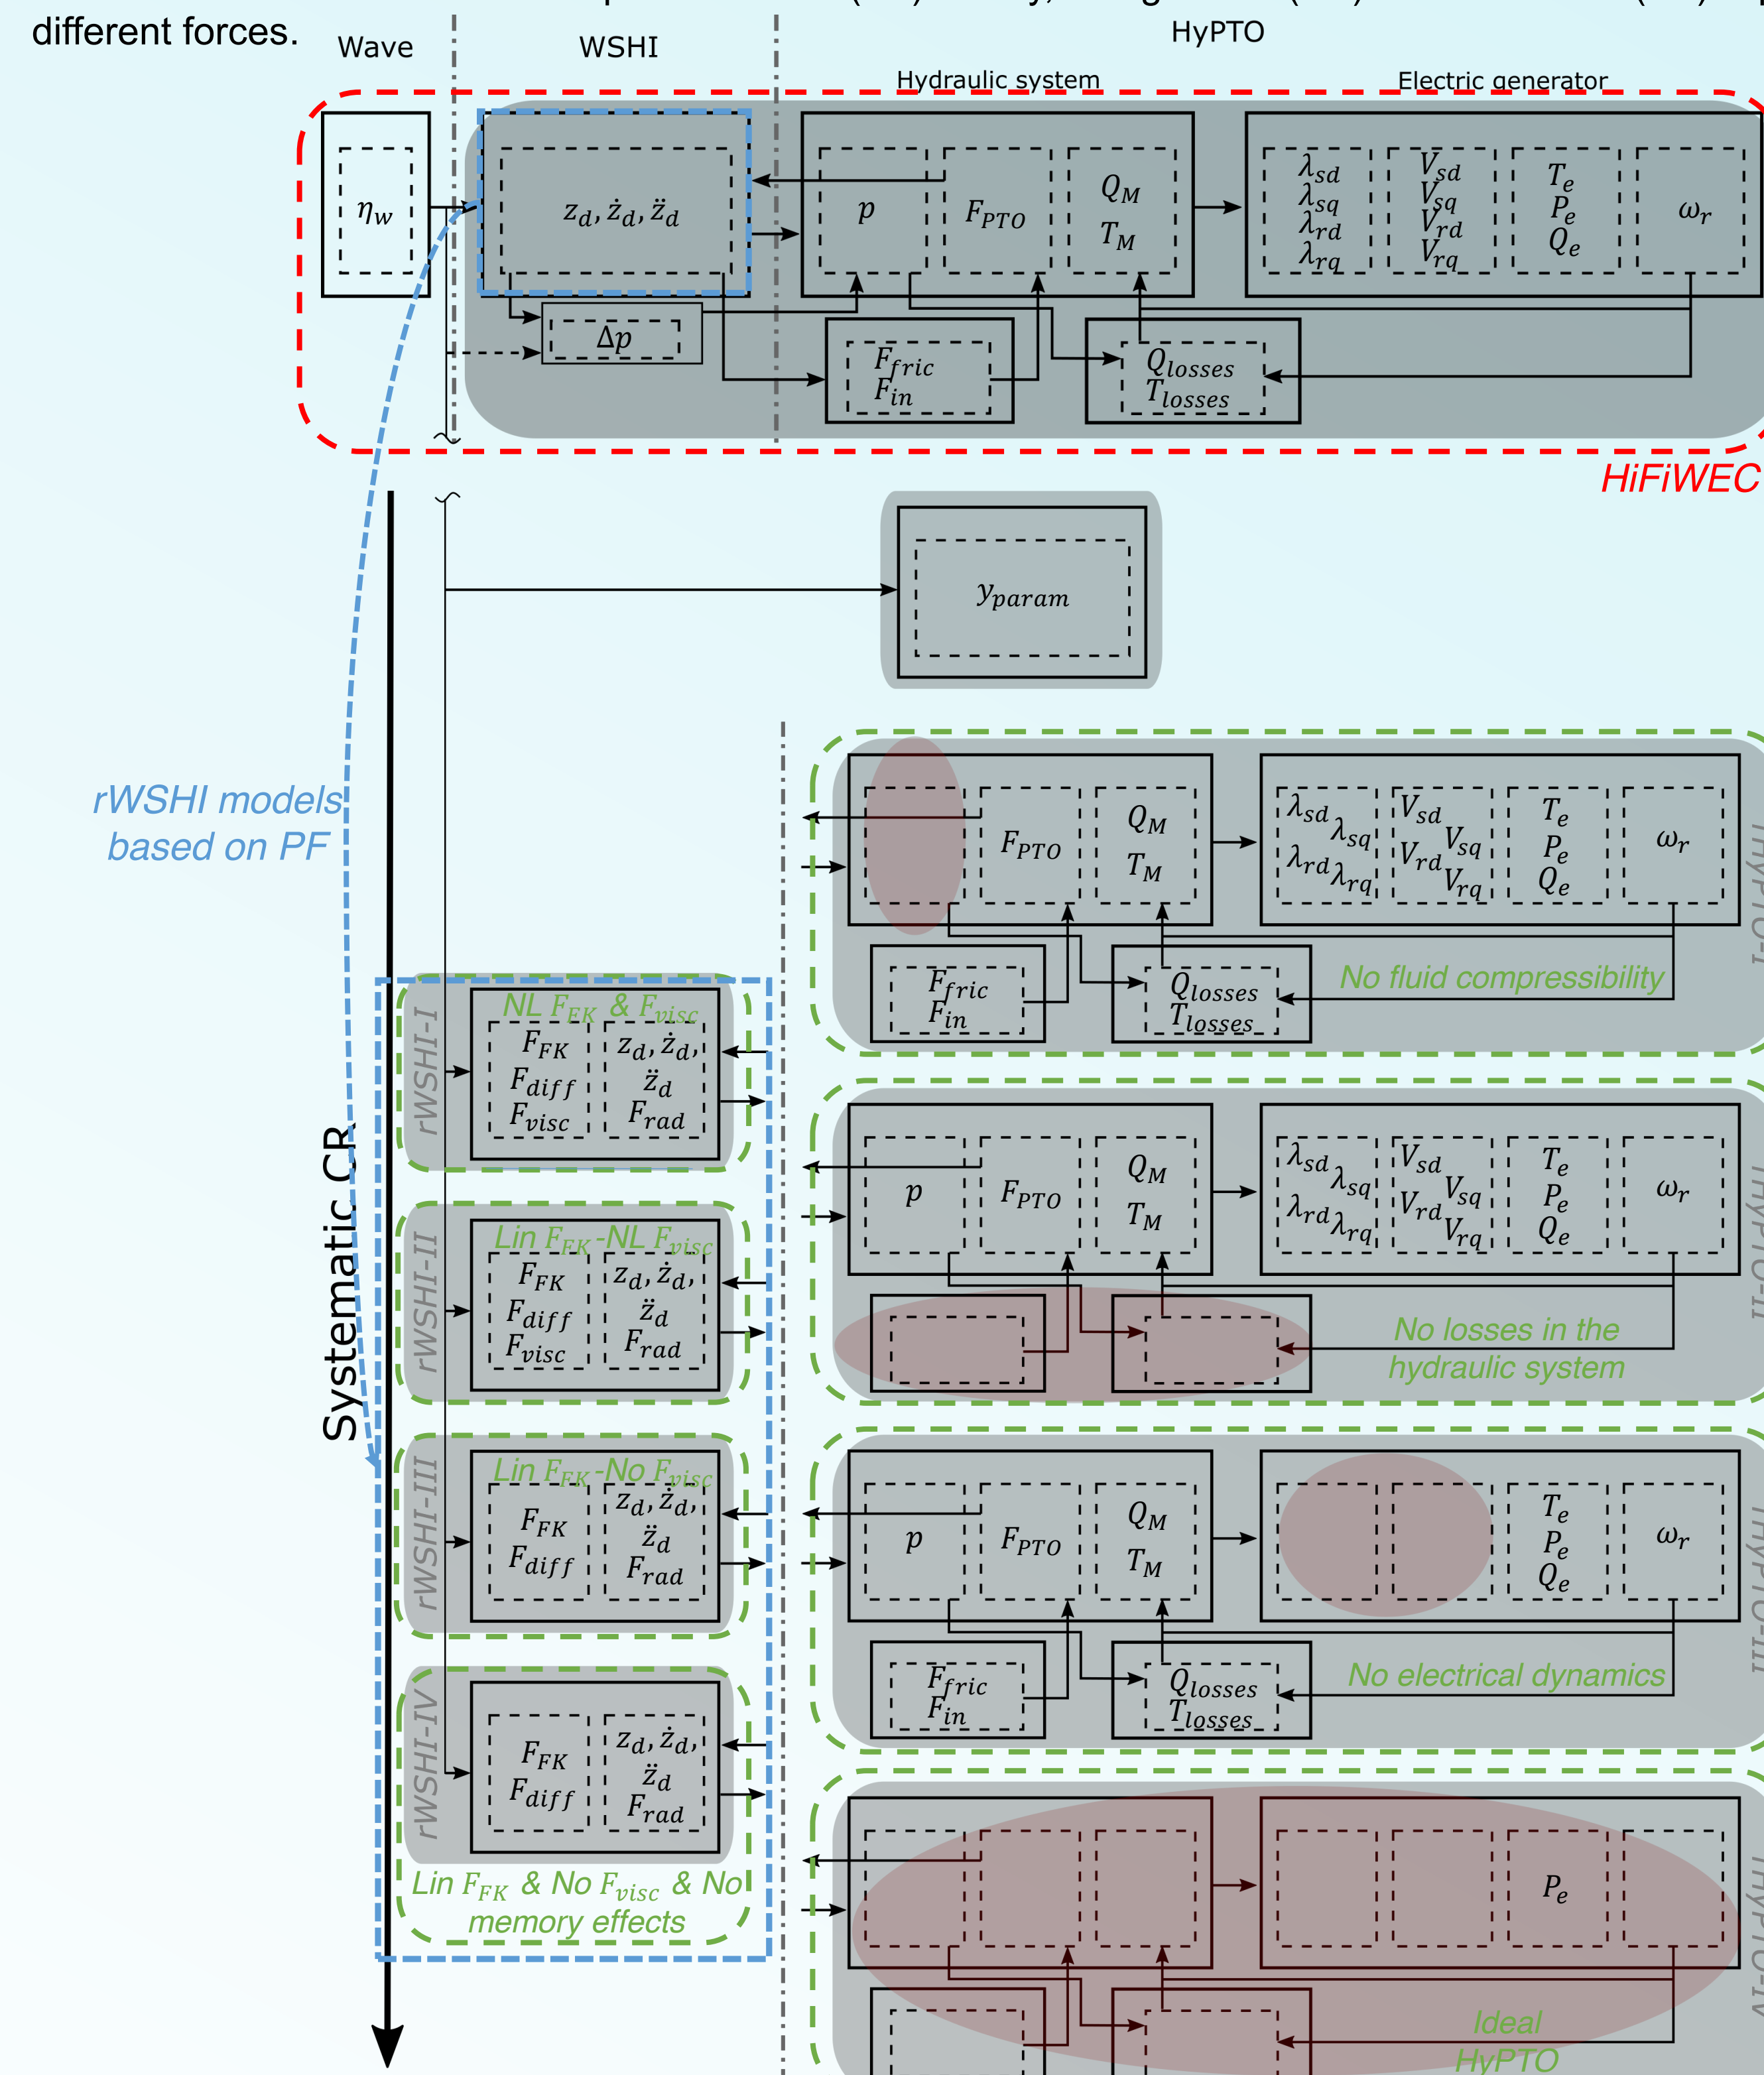 different forces.
Wave
WSHI
HyPTO
Hydraulic system
Electric generator
η_w
z_d, ż_d, z̈_d
p
F_PTO
Q_M
T_M
λ_sd
λ_sq
λ_rd
λ_rq
V_sd
V_sq
V_rd
V_rq
T_e
P_e
Q_e
ω_r
Δp
F_fric
F_in
Q_losses
T_losses
HiFiWEC
y_param
rWSHI models
based on PF
Systematic CR
F_PTO
Q_M
T_M
λ_sd
λ_sq
λ_rd
λ_rq
V_sd
V_sq
V_rd
V_rq
T_e
P_e
Q_e
ω_r
F_fric
F_in
Q_losses
T_losses
No fluid compressibility
rHyPTO-I
rWSHI-I
NL F_FK & F_visc
F_FK
F_diff
F_visc
z_d, ż_d,
z̈_d
F_rad
p
F_PTO
Q_M
T_M
λ_sd
λ_sq
λ_rd
λ_rq
V_sd
V_sq
V_rd
V_rq
T_e
P_e
Q_e
ω_r
No losses in the
hydraulic system
rHyPTO-II
rWSHI-II
Lin F_FK-NL F_visc
F_FK
F_diff
F_visc
z_d, ż_d,
z̈_d
F_rad
p
F_PTO
Q_M
T_M
T_e
P_e
Q_e
ω_r
F_fric
F_in
Q_losses
T_losses
No electrical dynamics
rHyPTO-III
rWSHI-III
Lin F_FK-No F_visc
F_FK
F_diff
z_d, ż_d,
z̈_d
F_rad
rWSHI-IV
F_FK
F_diff
z_d, ż_d,
z̈_d
F_rad
Lin F_FK & No F_visc & No
memory effects
P_e
Ideal
HyPTO
rHyPTO-IV